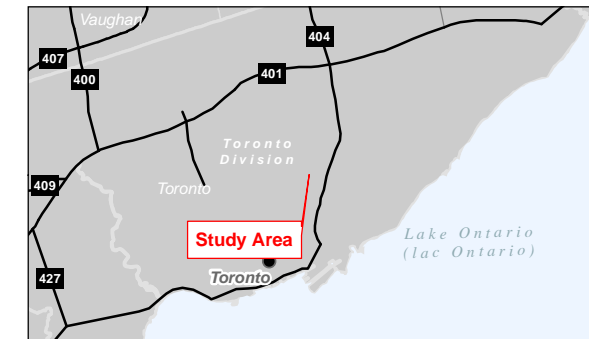 Vaughan
404
407
400
401
Toronto
Division
409
Toronto
Study Area
Lake Ontario
(lac Ontario)
427
Toronto